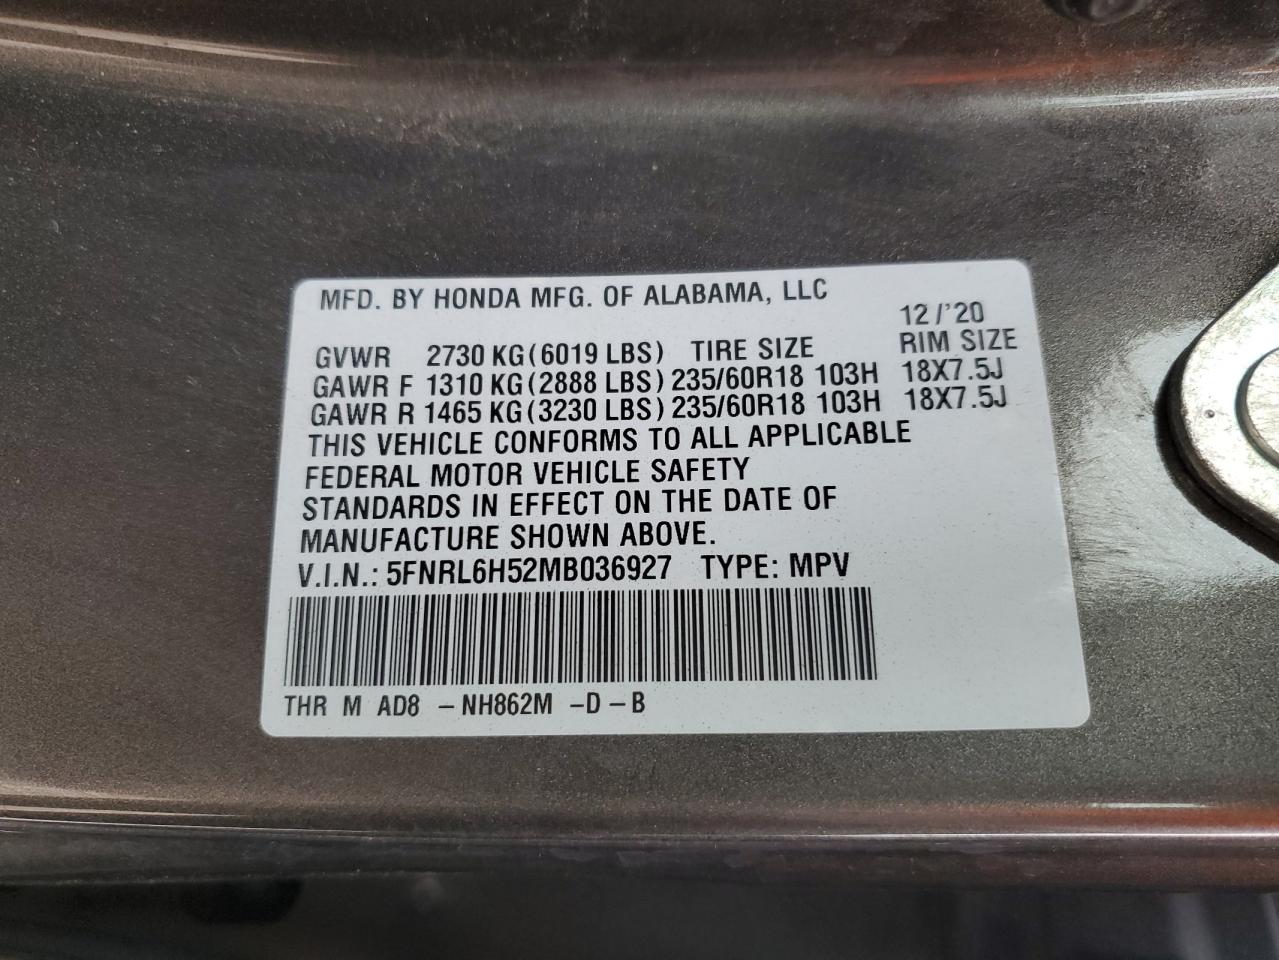 MFD. BY HONDA MFG. OF ALABAMA, LLC
12/'20
GVWR 2730 KG(6019 LBS) TIRE SIZE RIM SIZE
GAWR F 1310 KG(2888 LBS) 235/60R18 103H 18X7.5J
GAWR R 1465 KG(3230 LBS) 235/60R18 103H 18X7.5J
THIS VEHICLE CONFORMS TO ALL APPLICABLE
FEDERAL MOTOR VEHICLE SAFETY
STANDARDS IN EFFECT ON THE DATE OF
MANUFACTURE SHOWN ABOVE.
V.I.N.: 5FNRL6H52MB036927 TYPE: MPV
THR M AD8 -NH862M -D-B